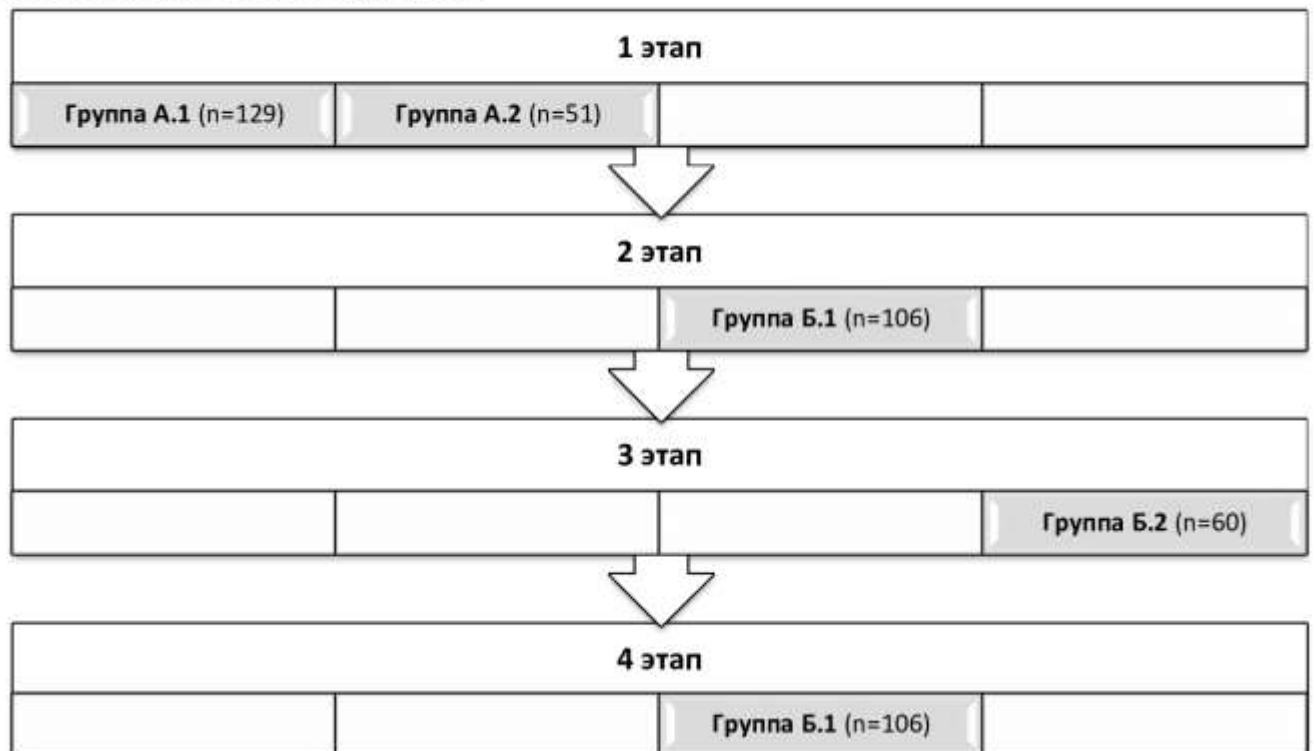 1 этап
Группа А.1 (n=129) Группа А.2 (n=51)
2 этап
Группа Б.1 (n=106)
3 этап
Группа Б.2 (n=60)
4 этап
Группа Б.1 (n=106)